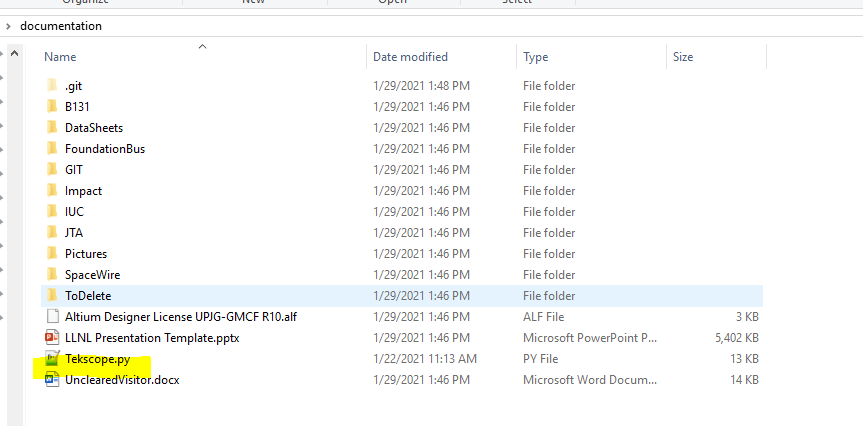 Organize New Open Select
documentation
Name Date modified Type Size
.git 1/29/2021 1:48 PM File folder
B131 1/29/2021 1:46 PM File folder
DataSheets 1/29/2021 1:46 PM File folder
FoundationBus 1/29/2021 1:46 PM File folder
GIT 1/29/2021 1:46 PM File folder
Impact 1/29/2021 1:46 PM File folder
IUC 1/29/2021 1:46 PM File folder
JTA 1/29/2021 1:46 PM File folder
Pictures 1/29/2021 1:46 PM File folder
SpaceWire 1/29/2021 1:46 PM File folder
ToDelete 1/29/2021 1:46 PM File folder
Altium Designer License UPJG-GMCF R10.alf 1/29/2021 1:46 PM ALF File 3 KB
LLNL Presentation Template.pptx 1/29/2021 1:46 PM Microsoft PowerPoint P... 5,402 KB
Tekscope.py 1/22/2021 11:13 AM PY File 13 KB
UnclearedVisitor.docx 1/29/2021 1:46 PM Microsoft Word Docum... 14 KB